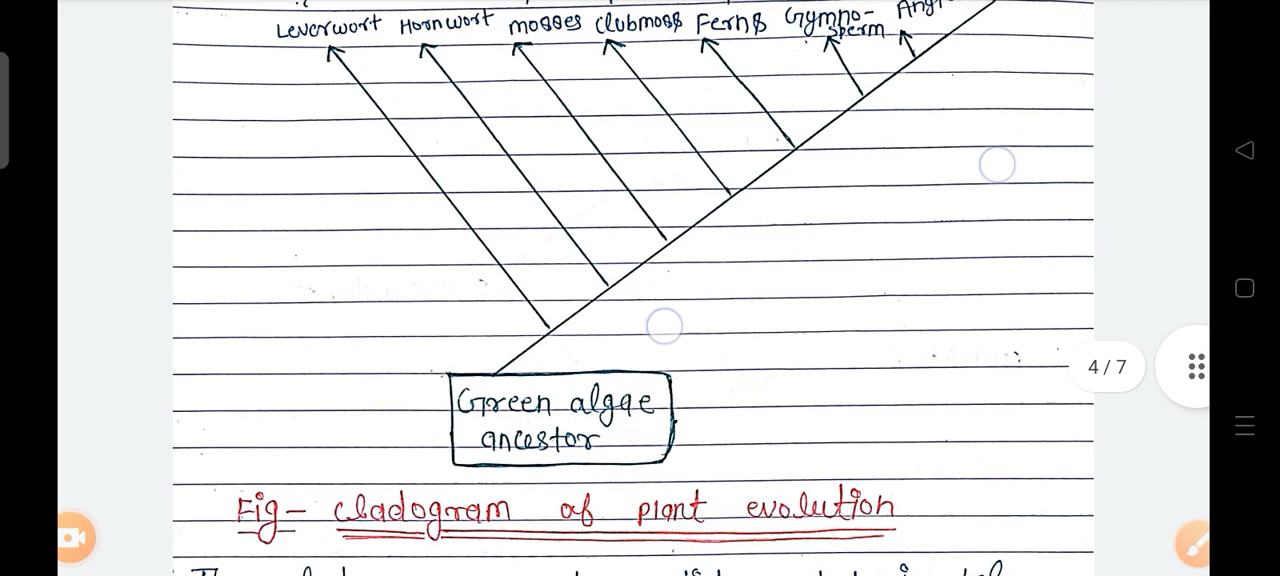 Leverwort Hornwort mosses clubmoss Ferns Gymno-
sperm
Green algae
ancestor
4 / 7
Fig- cladogram of plant evolution